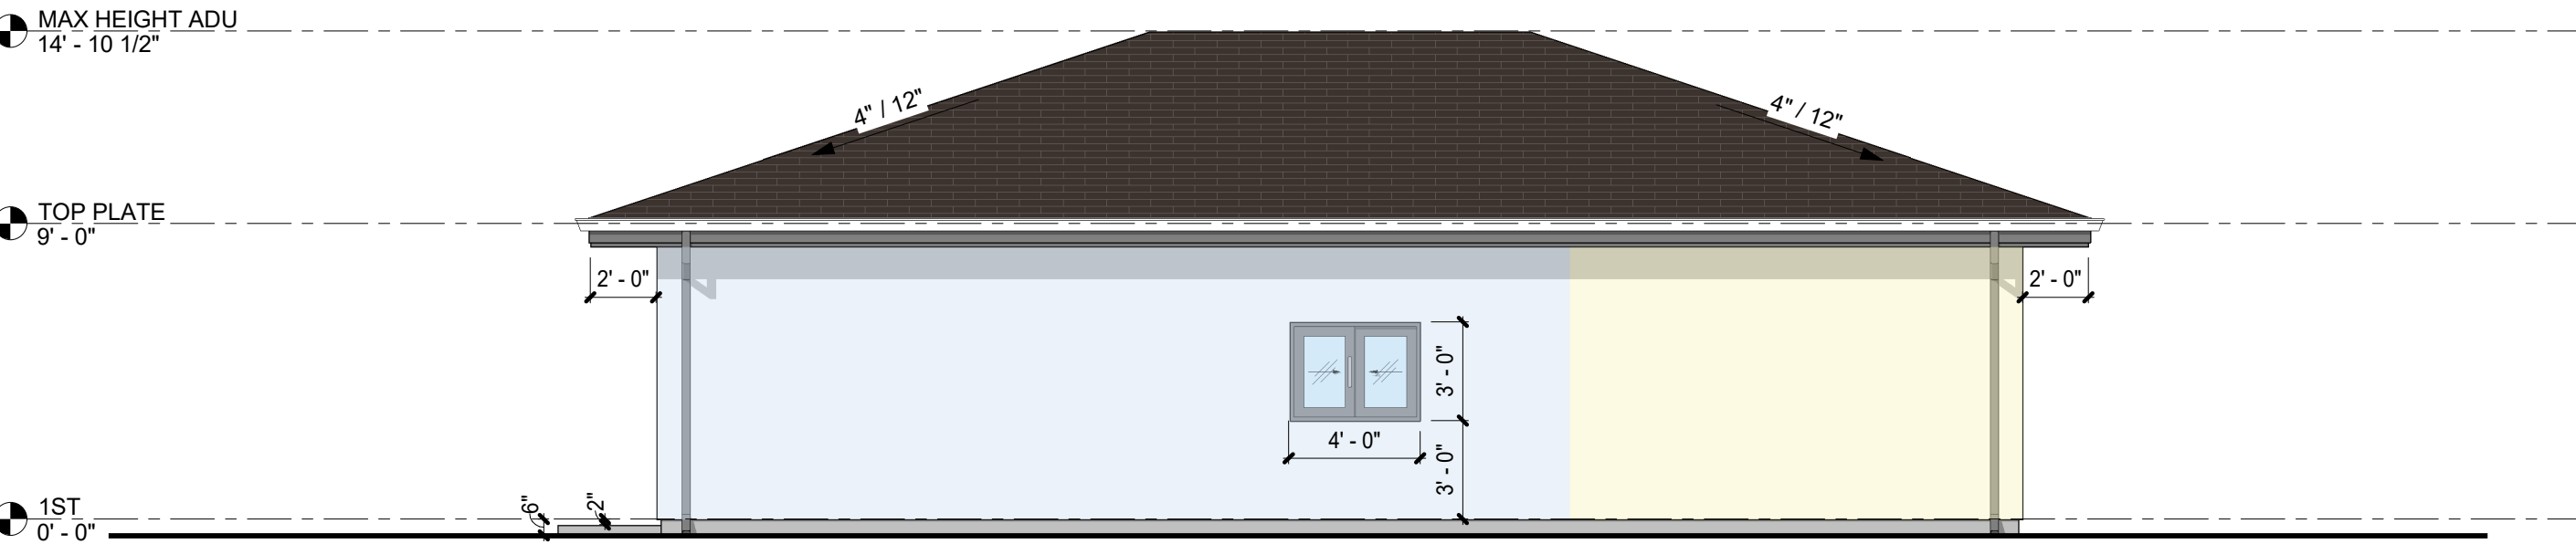 MAX HEIGHT ADU
14' - 10 1/2"
4" / 12"
4" / 12"
TOP PLATE
9' - 0"
2' - 0"
2' - 0"
3' - 0"
4' - 0"
3' - 0"
1ST
0' - 0"
6"
2"